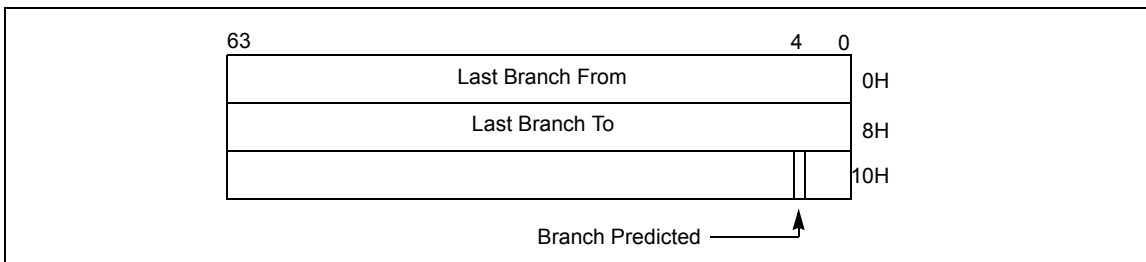 63 4 0
Last Branch From 0H
Last Branch To 8H
10H
Branch Predicted